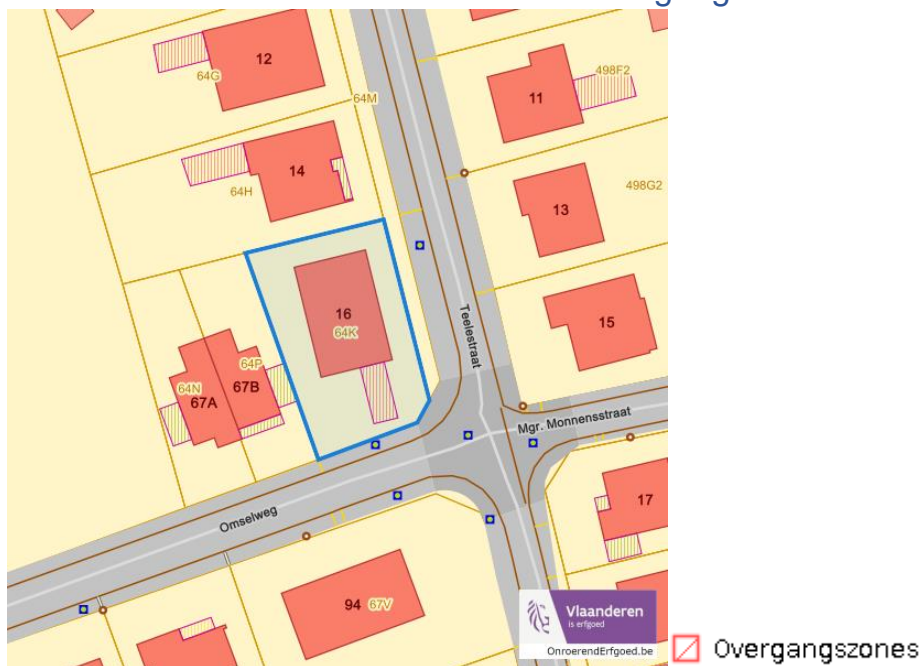 12
64G
64M
11
498F2
14
64H
13
498G2
16
64K
Teelestraat
15
64P
64N
67B
67A
Mgr. Monnensstraat
Omselweg
17
94 67V
Vlaanderen
is erfgoed
OnroerendErfgoed.be
Overgangszones